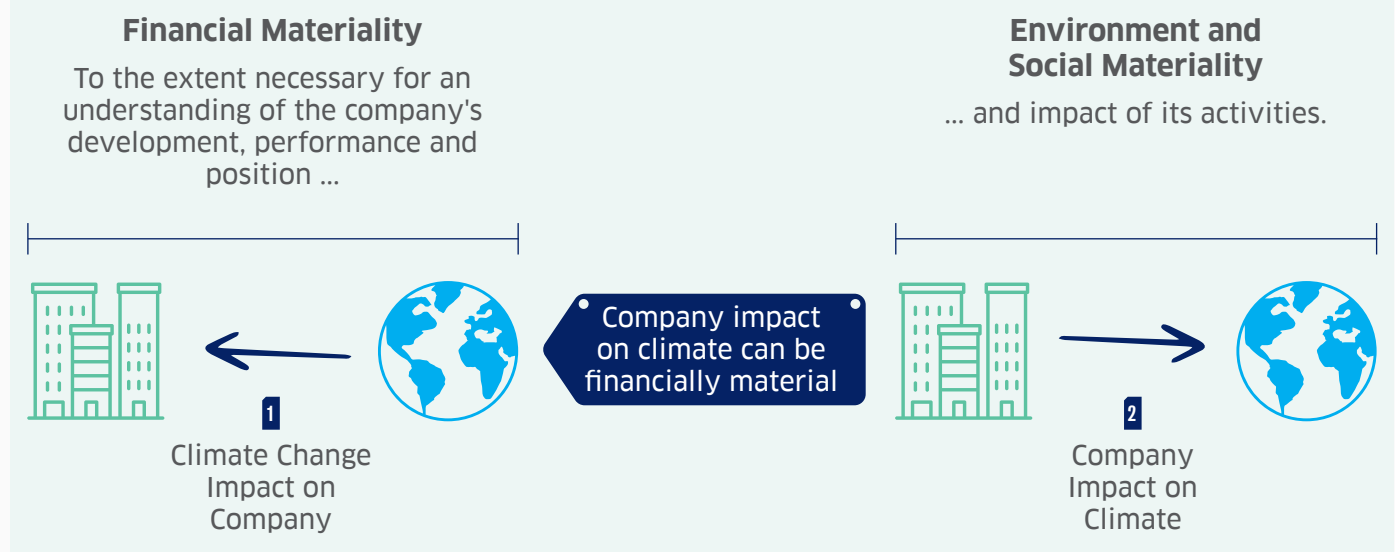 Financial Materiality
To the extent necessary for an
understanding of the company's
development, performance and
position ...
Environment and
Social Materiality
... and impact of its activities.
Company impact
on climate can be
financially material
1
Climate Change
Impact on
Company
2
Company
Impact on
Climate